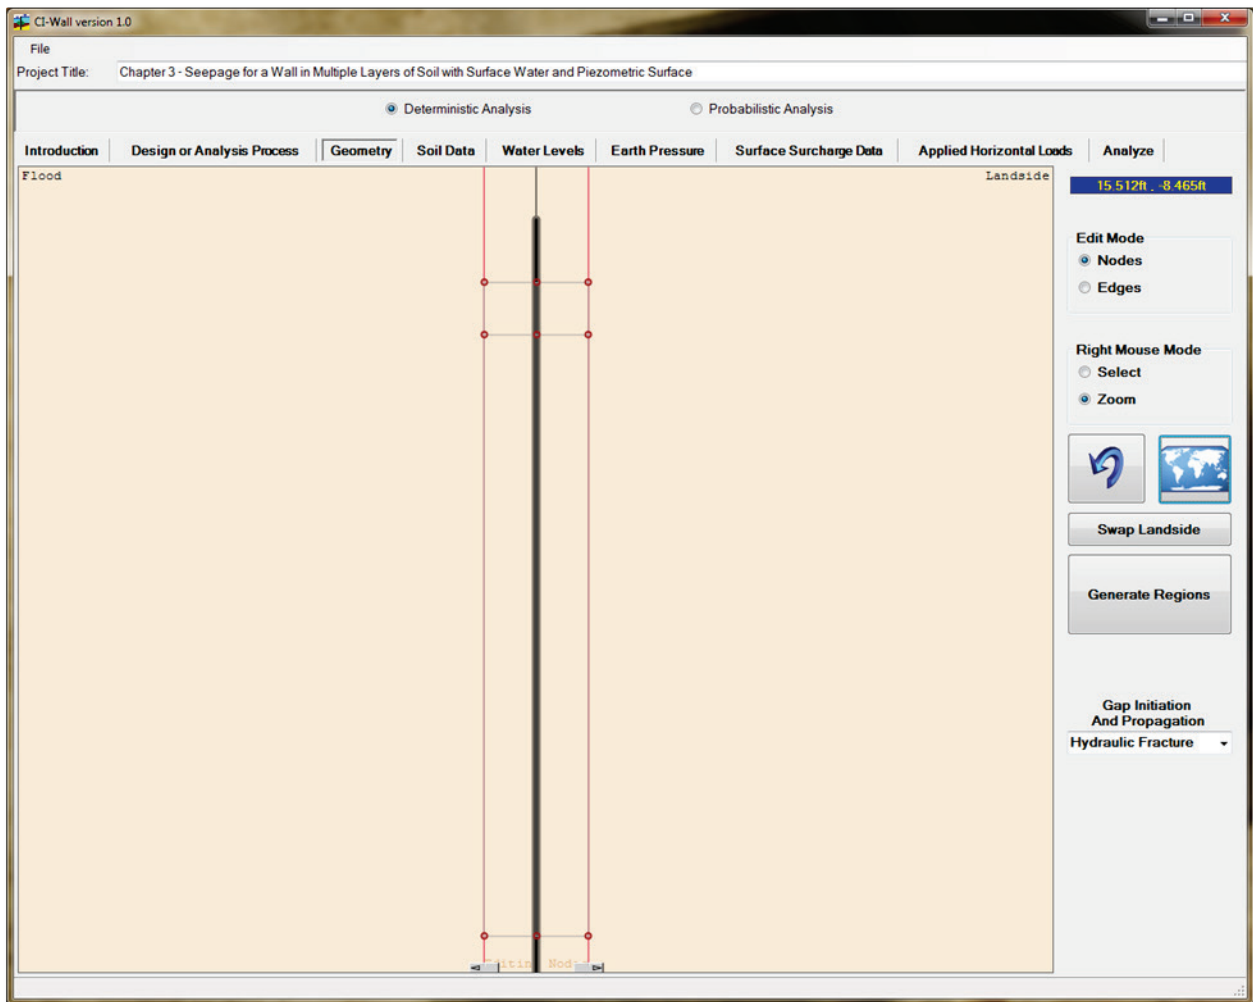 CI-Wall version 1.0
File
Project Title: Chapter 3 - Seepage for a Wall in Multiple Layers of Soil with Surface Water and Piezometric Surface
Deterministic Analysis Probabilistic Analysis
Introduction Design or Analysis Process Geometry Soil Data Water Levels Earth Pressure Surface Surcharge Data Applied Horizontal Loads Analyze
Flood Landside
15.512ft , -8.465ft
Edit Mode
Nodes
Edges
Right Mouse Mode
Select
Zoom
Swap Landside
Generate Regions
Gap Initiation
And Propagation
Hydraulic Fracture